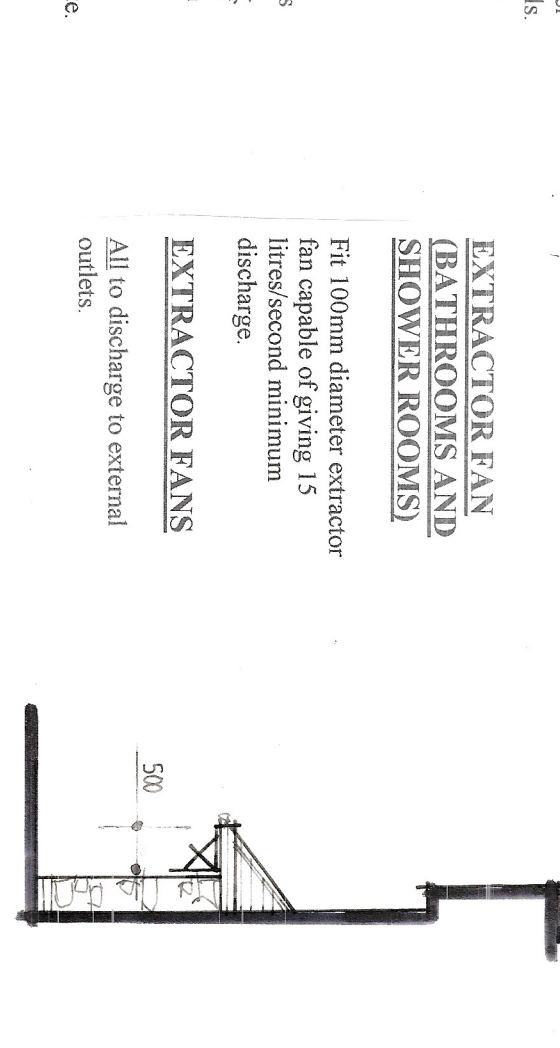 EXTRACTOR FAN
(BATHROOMS AND
SHOWER ROOMS)
Fit 100mm diameter extractor
fan capable of giving 15
litres/second minimum
discharge.
EXTRACTOR FANS
All to discharge to external
outlets.
500